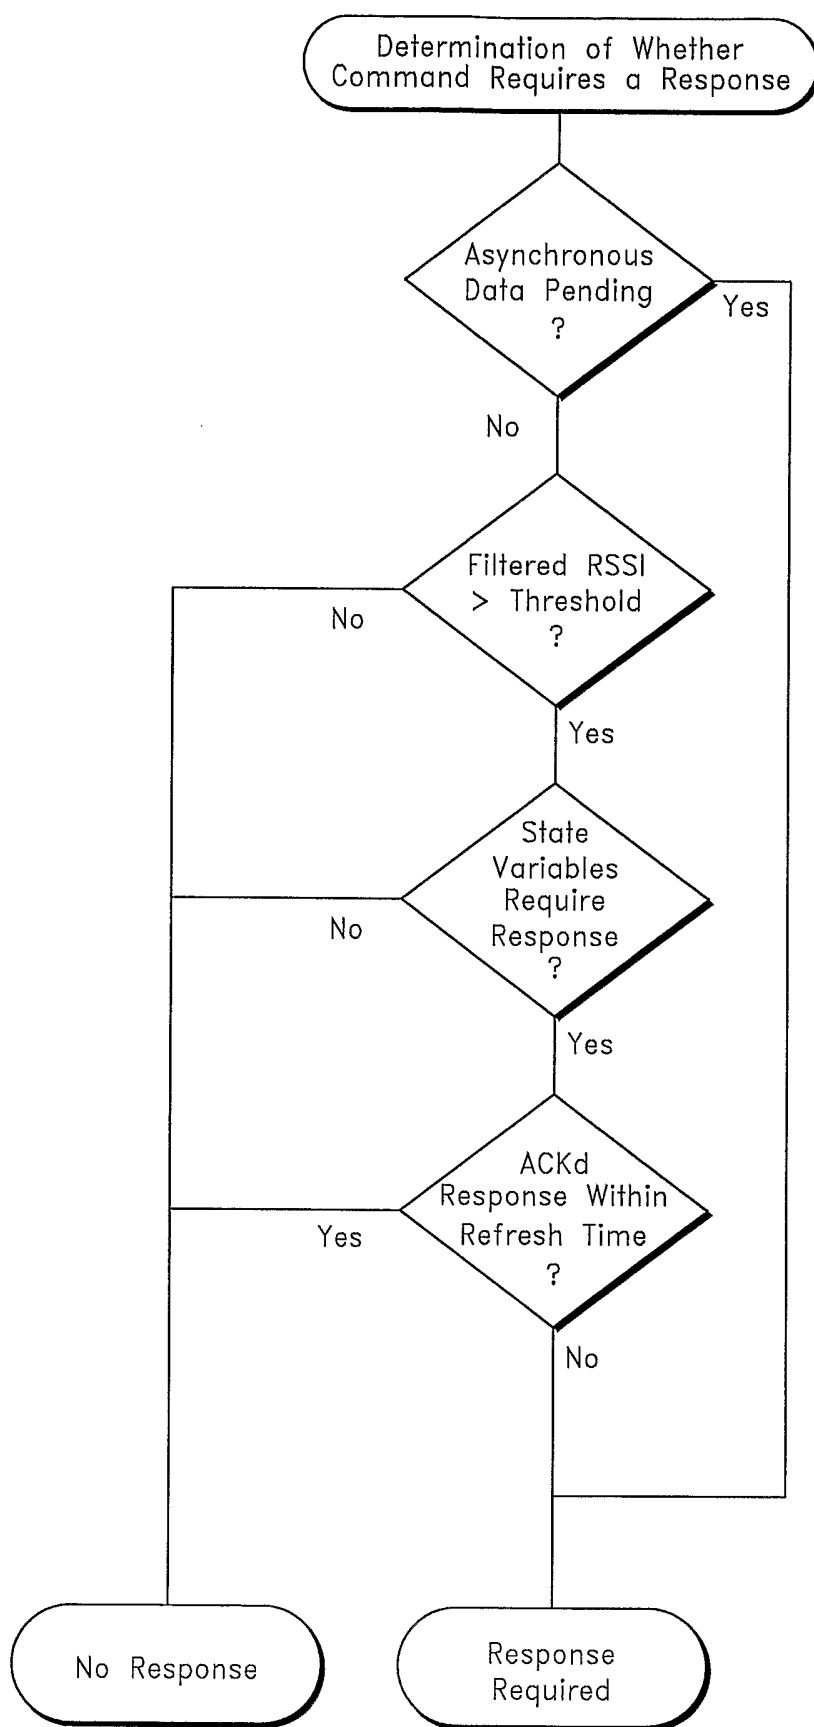 Determination of Whether
Command Requires a Response
Asynchronous
Data Pending
?
Yes
No
Filtered RSSI
> Threshold
?
No
Yes
State
Variables
Require
Response
?
No
Yes
ACKd
Response Within
Refresh Time
?
Yes
No
No Response
Response
Required